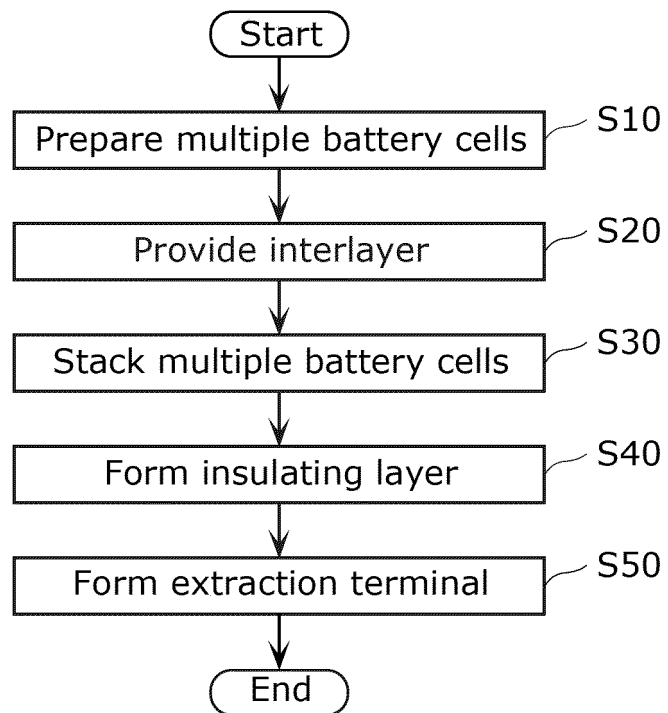 Start
Prepare multiple battery cells S10
Provide interlayer S20
Stack multiple battery cells S30
Form insulating layer S40
Form extraction terminal S50
End